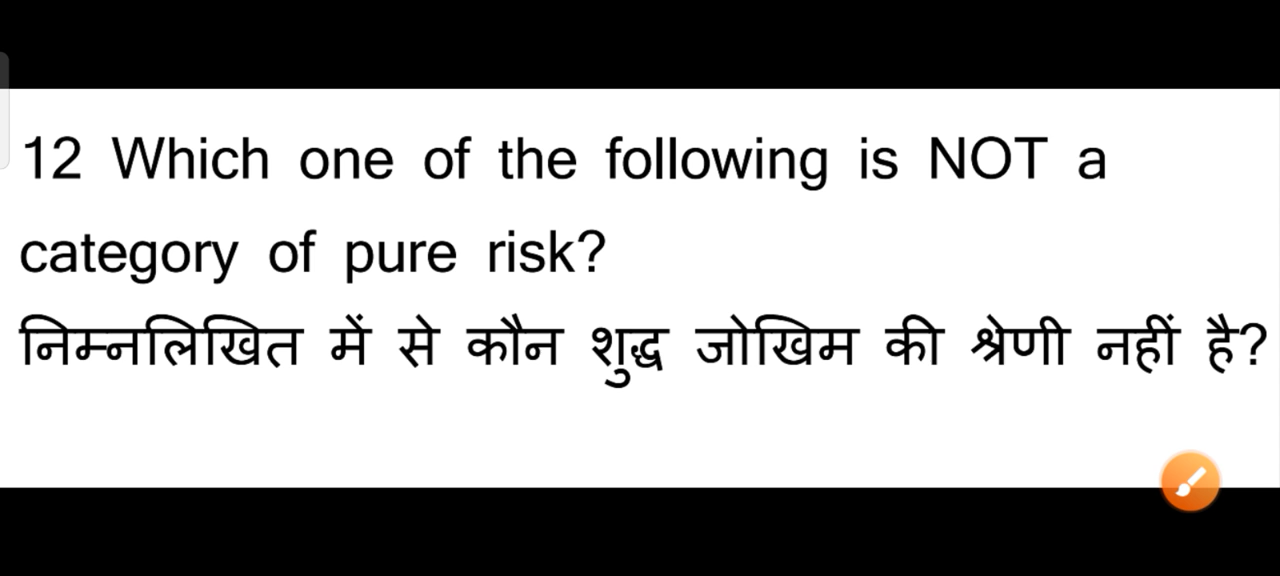 12 Which one of the following is NOT a
category of pure risk?
निम्नलिखित में से कौन शुद्ध जोखिम की श्रेणी नहीं है?